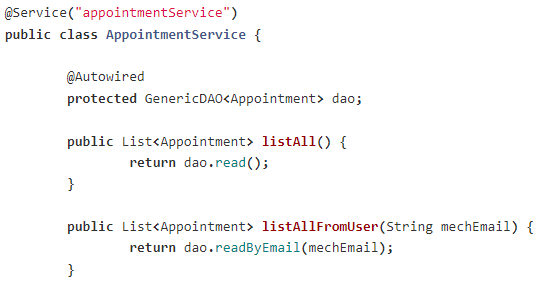 @Service("appointmentService")
public class AppointmentService {
@Autowired
protected GenericDAO<Appointment> dao;
public List<Appointment> listAll() {
return dao.read();
}
public List<Appointment> listAllFromUser(String mechEmail) {
return dao.readByEmail(mechEmail);
}